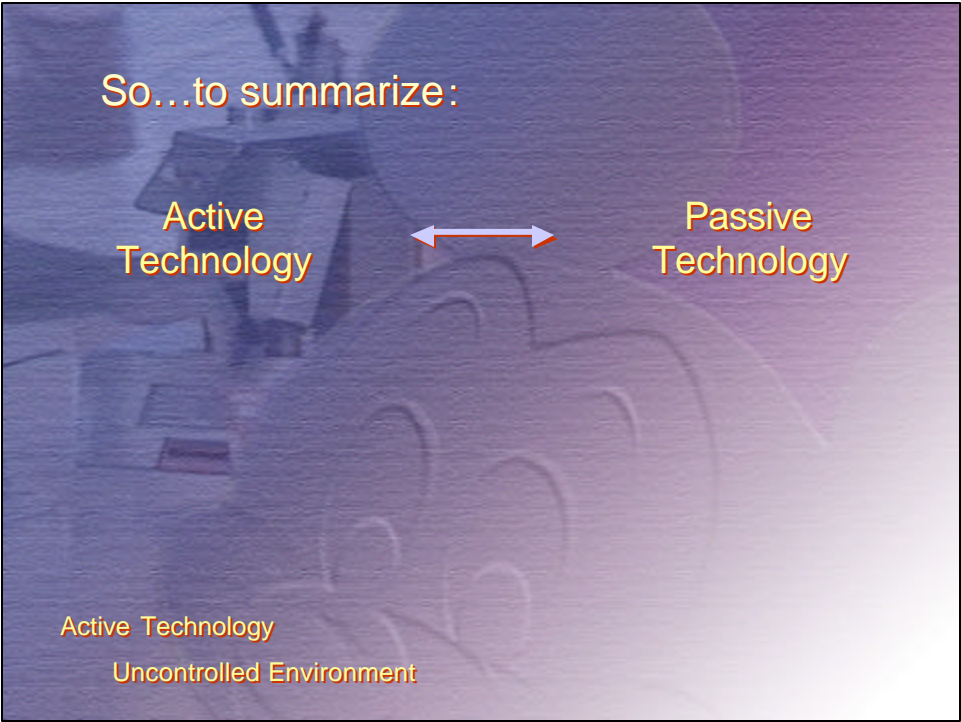 So…to summarize:
Active
Technology
Passive
Technology
Active Technology
Uncontrolled Environment